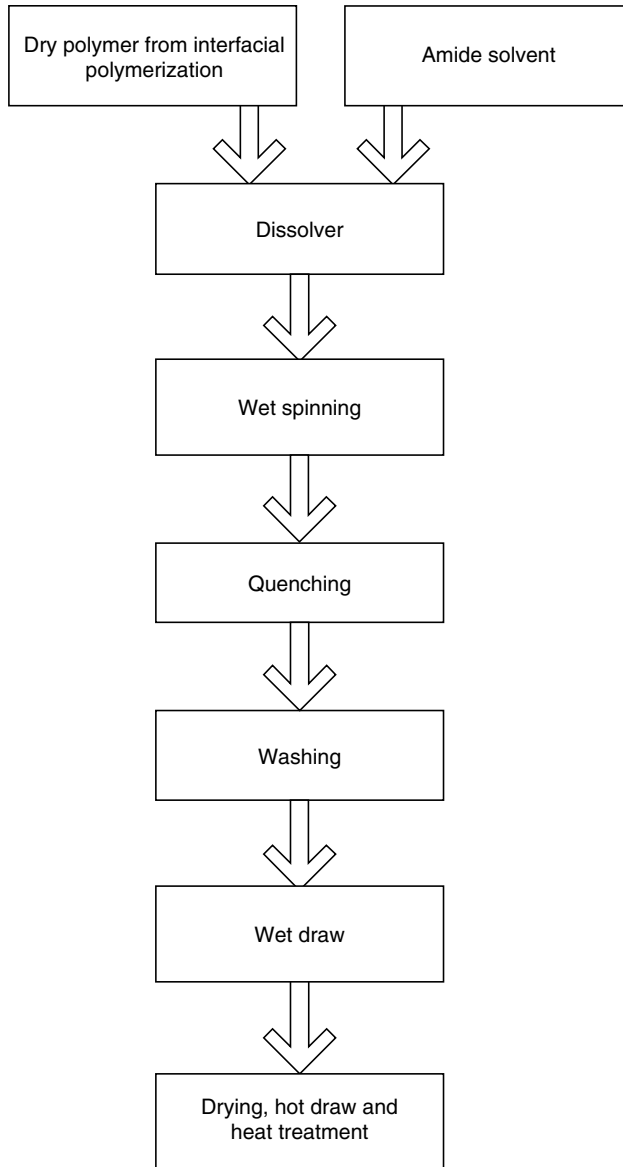 Dry polymer from interfacial
polymerization
Amide solvent
Dissolver
Wet spinning
Quenching
Washing
Wet draw
Drying, hot draw and
heat treatment